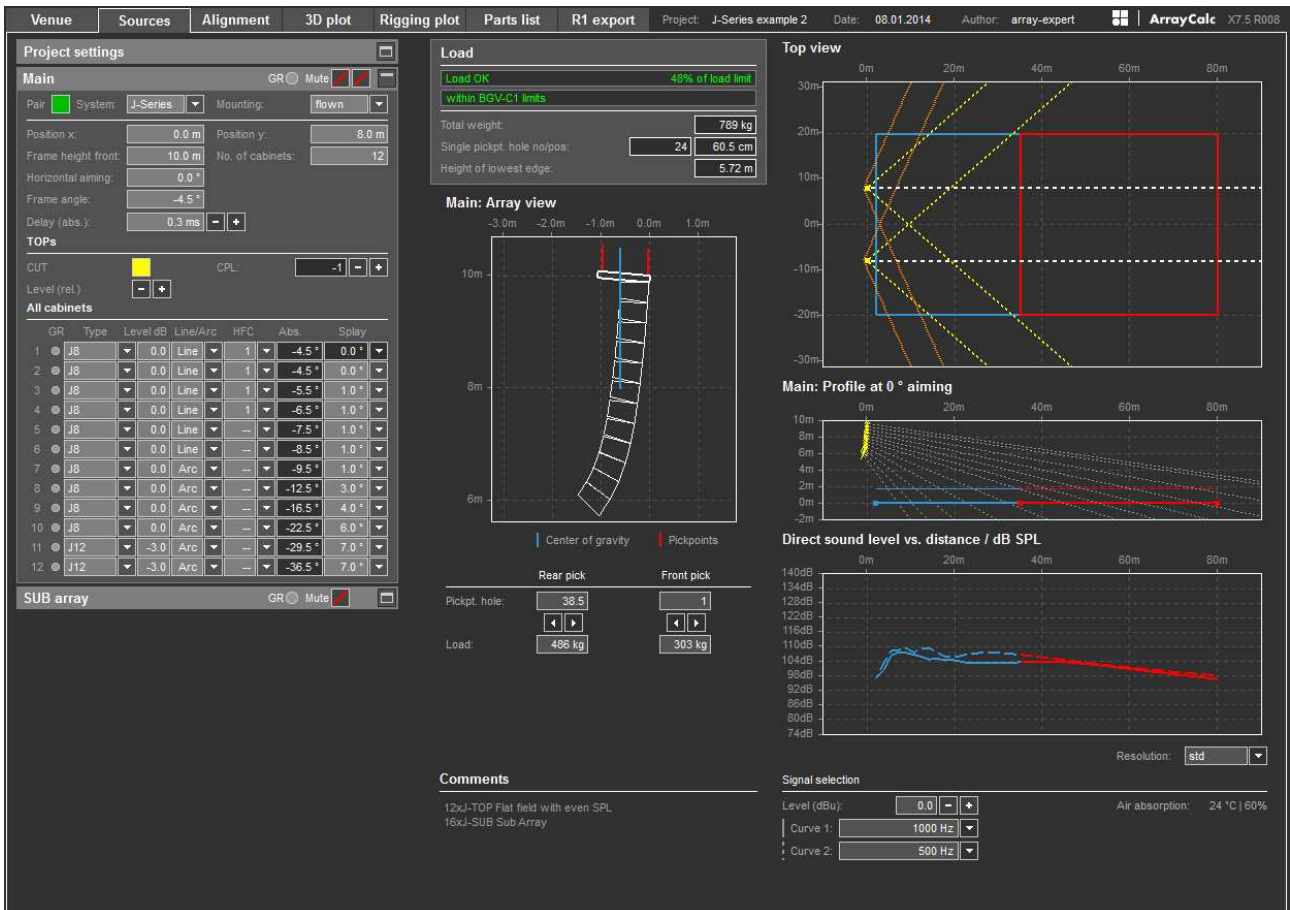 Venue Sources Alignment 3D plot Rigging plot Parts list R1 export Project: J-Series example 2 Date: 08.01.2014 Author: array-expert ArrayCalc X7.5 R008
Project settings
Main GR Mute
Pair System: J-Series Mounting: flown
Position x: 0.0 m Position y: 8.0 m
Frame height front: 10.0 m No. of cabinets: 12
Horizontal aiming: 0.0 °
Frame angle: -4.5 °
Delay (abs.): 0.3 ms - +
TOPs
CUT CPL: -1 - +
Level (rel.) - +
All cabinets
GR Type Level dB Line/Arc HFC Abs. Splay
1 J8 0.0 Line 1 -4.5 ° 0.0 °
2 J8 0.0 Line 1 -4.5 ° 0.0 °
3 J8 0.0 Line 1 -5.5 ° 1.0 °
4 J8 0.0 Line 1 -6.5 ° 1.0 °
5 J8 0.0 Line -- -7.5 ° 1.0 °
6 J8 0.0 Line -- -8.5 ° 1.0 °
7 J8 0.0 Arc -- -9.5 ° 1.0 °
8 J8 0.0 Arc -- -12.5 ° 3.0 °
9 J8 0.0 Arc -- -16.5 ° 4.0 °
10 J8 0.0 Arc -- -22.5 ° 6.0 °
11 J12 -3.0 Arc -- -29.5 ° 7.0 °
12 J12 -3.0 Arc -- -36.5 ° 7.0 °
SUB array GR Mute
Load
Load OK 48% of load limit
within BGV-C1 limits
Total weight: 789 kg
Single pickpt. hole no/pos: 24 60.5 cm
Height of lowest edge: 5.72 m
Main: Array view
-3.0m -2.0m -1.0m 0.0m 1.0m
10m
8m
6m
Center of gravity Pickpoints
Rear pick Front pick
Pickpt. hole: 38.5 1
Load: 486 kg 303 kg
Comments
12xJ-TOP Flat field with even SPL
16xJ-SUB Sub Array
Top view
0m 20m 40m 60m 80m
30m
20m
10m
0m
-10m
-20m
-30m
Main: Profile at 0 ° aiming
0m 20m 40m 60m 80m
10m
8m
6m
4m
2m
0m
-2m
Direct sound level vs. distance / dB SPL
0m 20m 40m 60m 80m
140dB
134dB
128dB
122dB
116dB
110dB
104dB
98dB
92dB
86dB
80dB
74dB
Resolution: std
Signal selection
Level (dBu): 0.0 - + Air absorption: 24 °C | 60%
Curve 1: 1000 Hz
Curve 2: 500 Hz